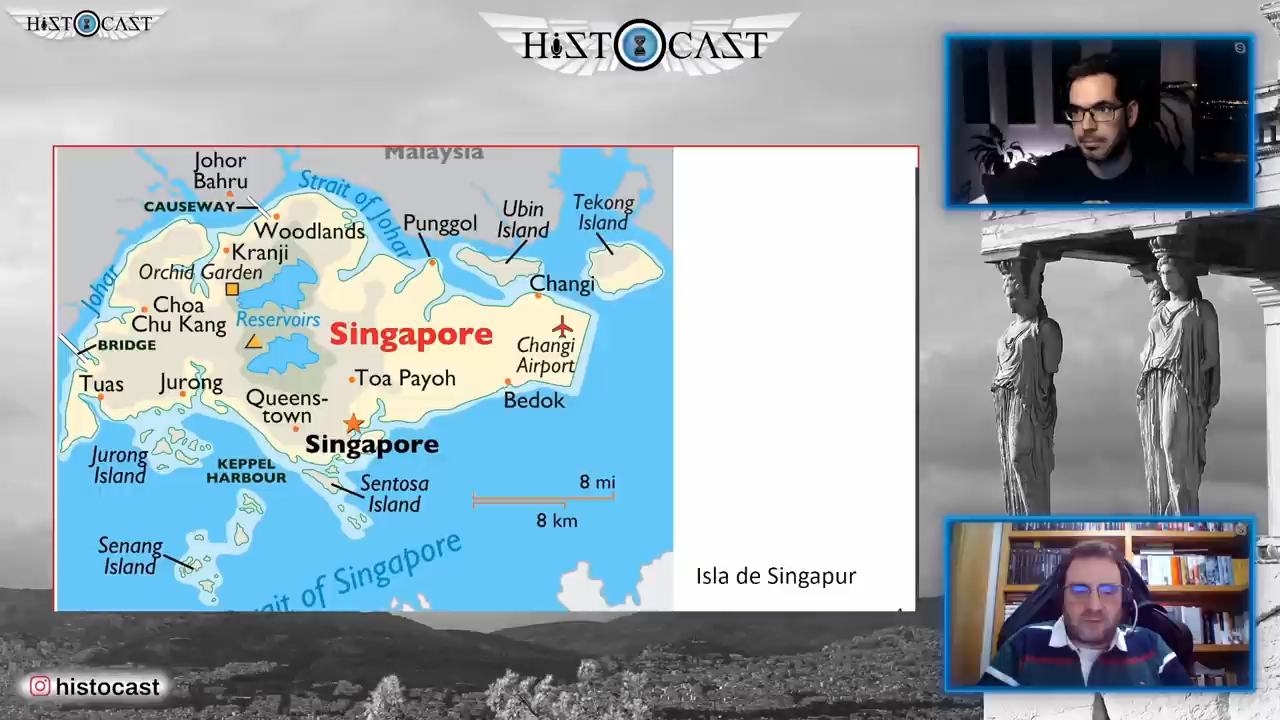 HISTOCAST
HISTOCAST
Malaysia
Johor
Bahru
CAUSEWAY
Strait of Johor
Woodlands
Kranji
Punggol
Ubin
Island
Tekong
Island
Orchid Garden
Johor
Choa
Chu Kang
Reservoirs
Singapore
Changi
Changi
Airport
BRIDGE
Tuas
Jurong
Queens-
town
Toa Payoh
Bedok
Singapore
Jurong
Island
KEPPEL
HARBOUR
Sentosa
Island
8 mi
8 km
Senang
Island
ait of Singapore
Isla de Singapur
histocast